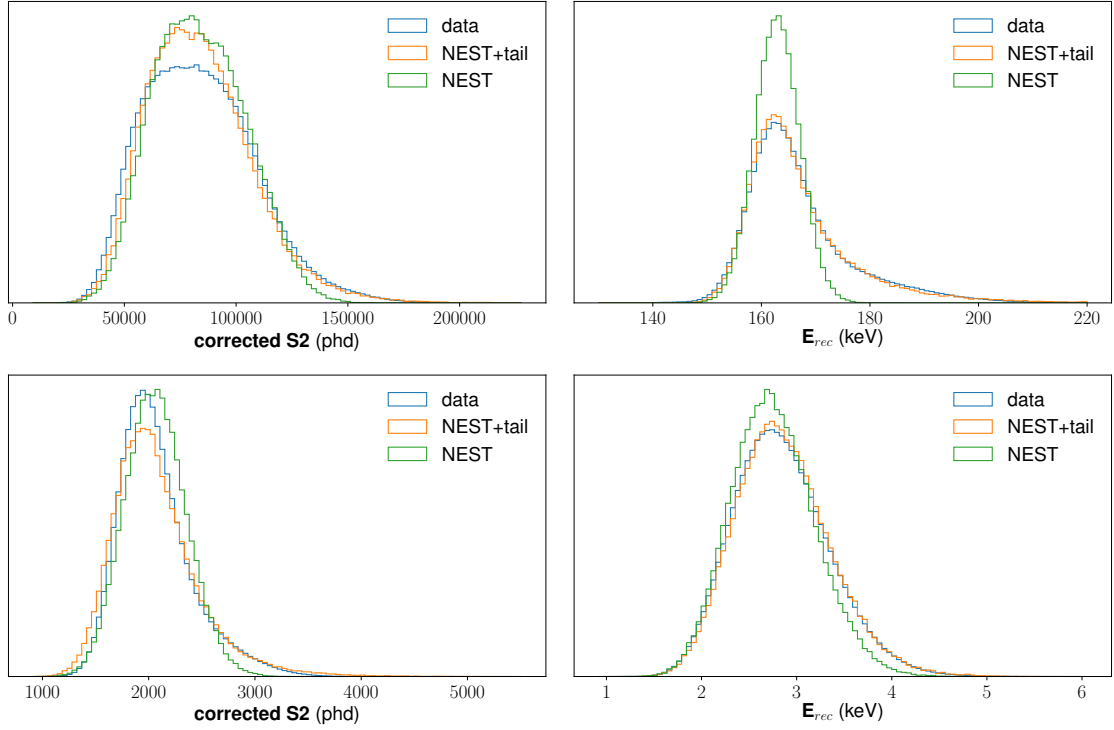 data
NEST+tail
NEST
0 50000 100000 150000 200000
corrected S2 (phd)
data
NEST+tail
NEST
140 160 180 200 220
E_rec (keV)
data
NEST+tail
NEST
1000 2000 3000 4000 5000
corrected S2 (phd)
data
NEST+tail
NEST
1 2 3 4 5 6
E_rec (keV)